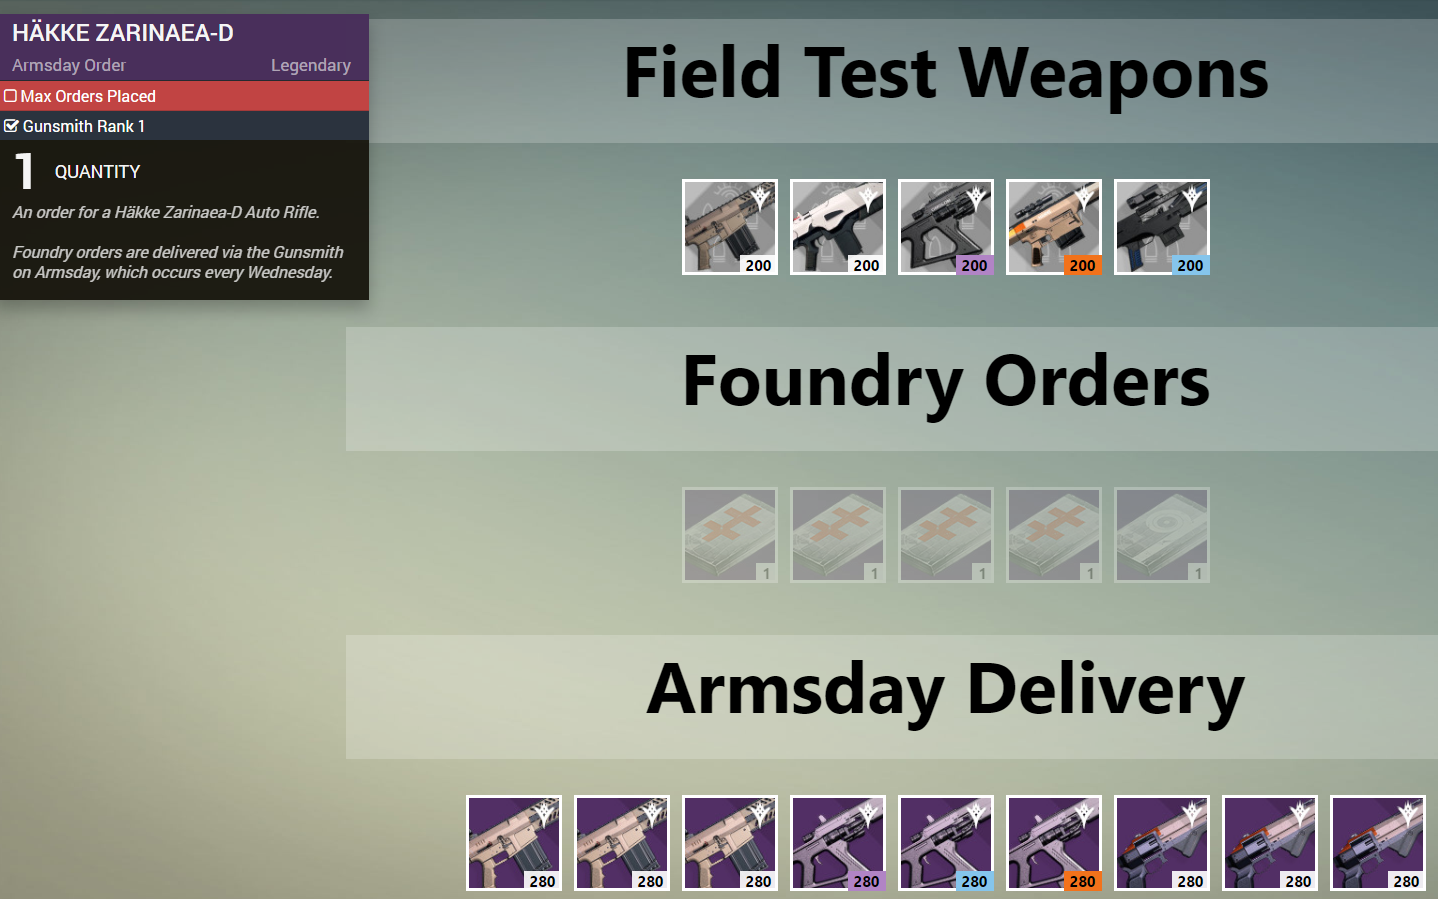 HÄKKE ZARINAEA-D
Armsday Order Legendary
Max Orders Placed
Gunsmith Rank 1
1 QUANTITY
An order for a Häkke Zarinaea-D Auto Rifle.
Foundry orders are delivered via the Gunsmith
on Armsday, which occurs every Wednesday.
Field Test Weapons
200 200 200 200 200
Foundry Orders
1 1 1 1 1
Armsday Delivery
280 280 280 280 280 280 280 280 280